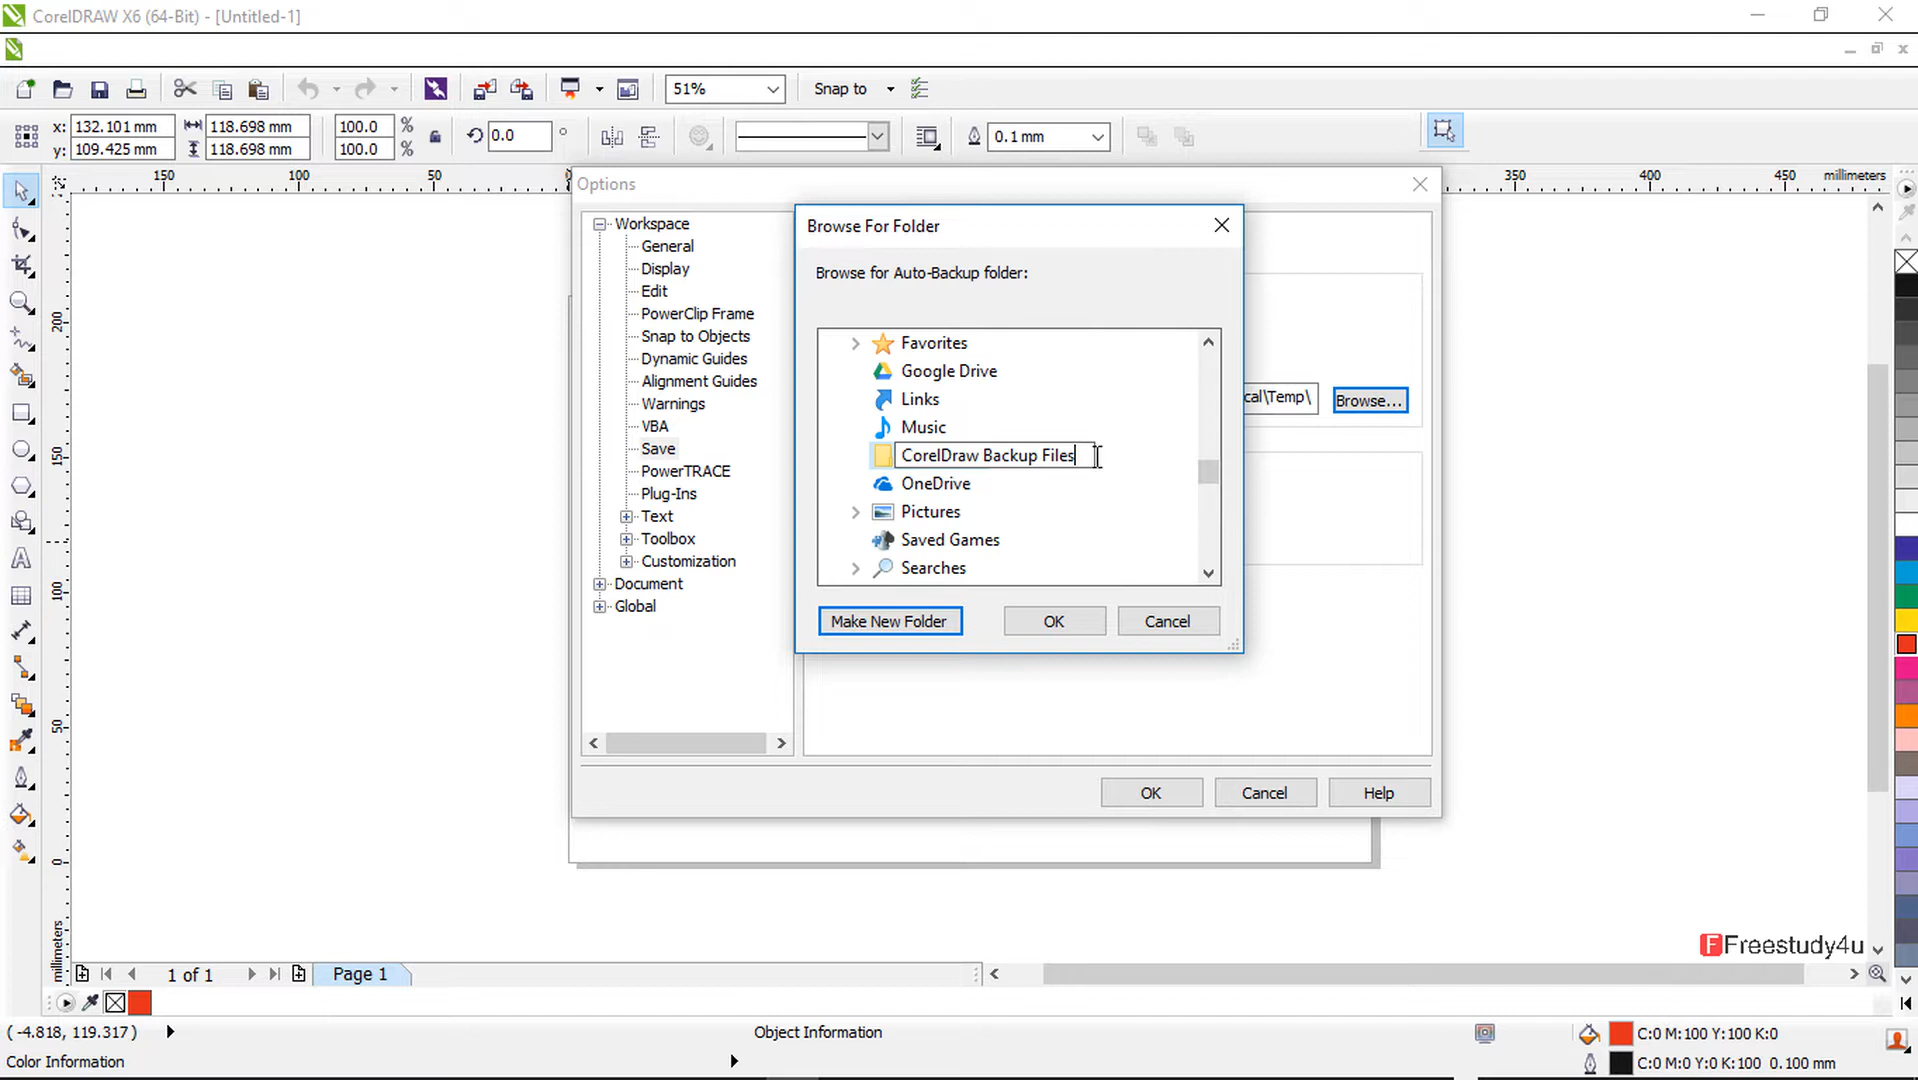 CorelDRAW X6 (64-Bit) - [Untitled-1]
51%
Snap to
x: 132.101 mm 118.698 mm 100.0 %
y: 109.425 mm 118.698 mm 100.0 %
0.0 °
0.1 mm
150 100 50 350 400 450 millimeters
200
150
100
50
0
millimeters
Options
Workspace
General
Display
Edit
PowerClip Frame
Snap to Objects
Dynamic Guides
Alignment Guides
Warnings
VBA
Save
PowerTRACE
Plug-Ins
Text
Toolbox
Customization
Document
Global
Browse For Folder
Browse for Auto-Backup folder:
Favorites
Google Drive
Links
Music
CorelDraw Backup Files
OneDrive
Pictures
Saved Games
Searches
Make New Folder OK Cancel
cal\Temp\ Browse...
OK Cancel Help
Freestudy4u
1 of 1 Page 1
( -4.818, 119.317 ) Object Information C:0 M:100 Y:100 K:0
Color Information C:0 M:0 Y:0 K:100 0.100 mm